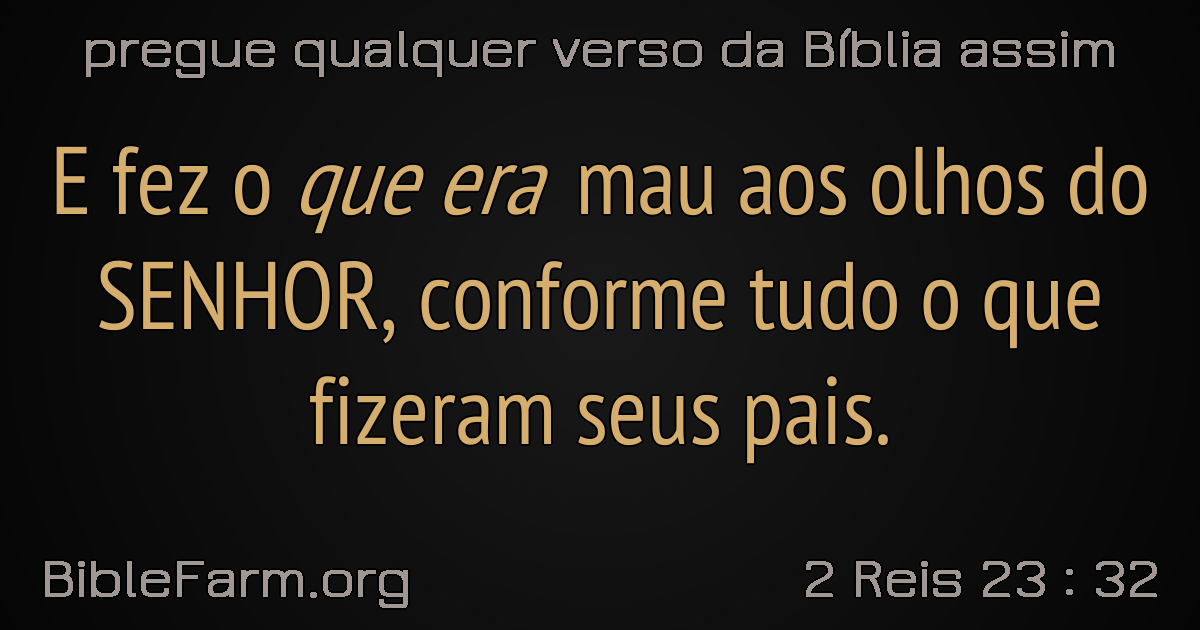 pregue qualquer verso da Bíblia assim
E fez o que era mau aos olhos do
SENHOR, conforme tudo o que
fizeram seus pais.
BibleFarm.org
2 Reis 23 : 32